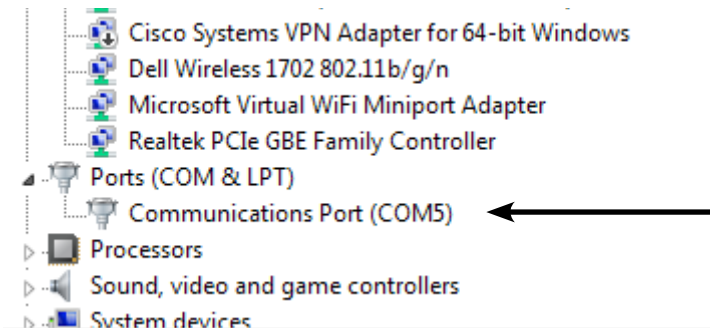 Cisco Systems VPN Adapter for 64-bit Windows
Dell Wireless 1702 802.11b/g/n
Microsoft Virtual WiFi Miniport Adapter
Realtek PCIe GBE Family Controller
Ports (COM & LPT)
Communications Port (COM5)
Processors
Sound, video and game controllers
System devices